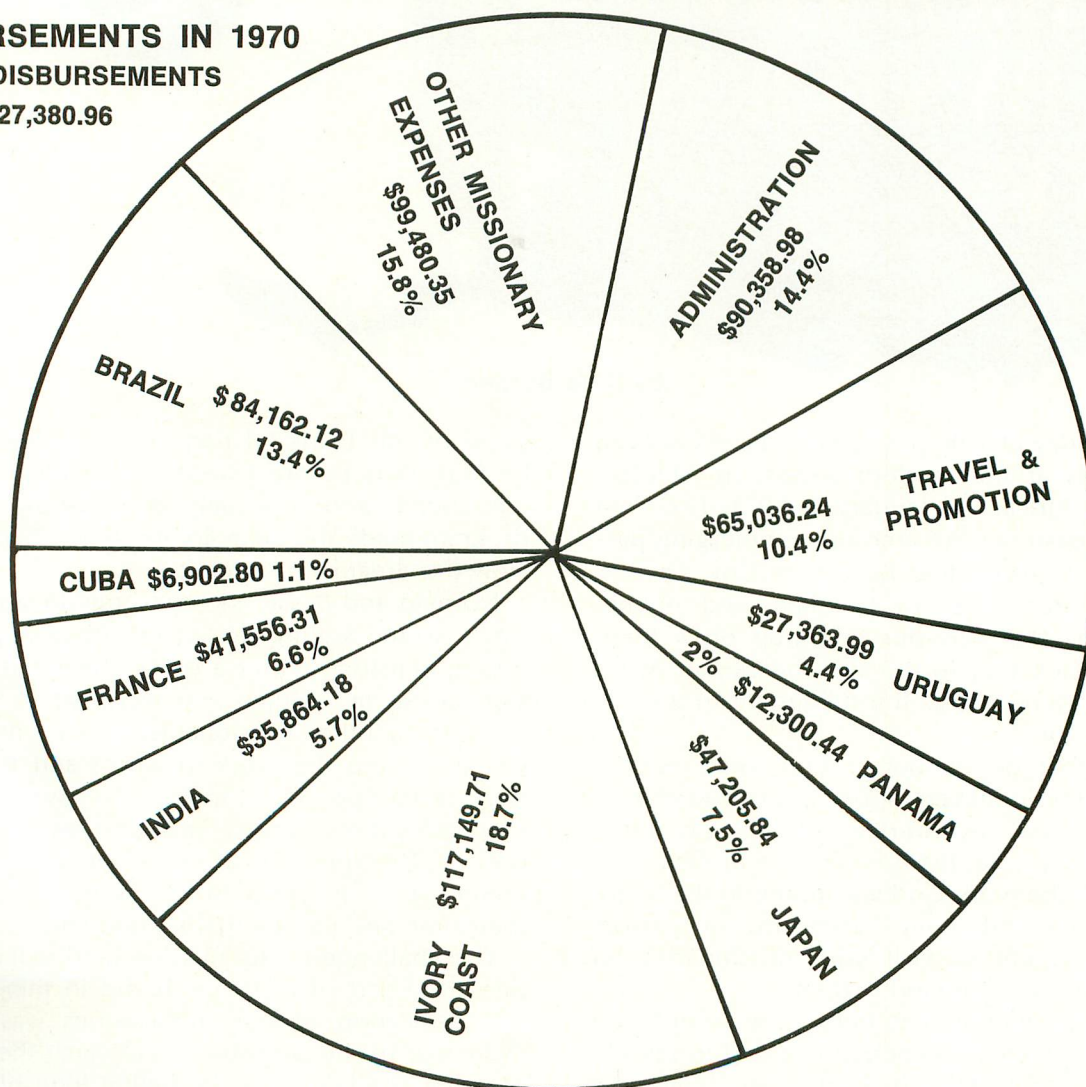 RSEMENTS IN 1970
DISBURSEMENTS
27,380.96
OTHER MISSIONARY
EXPENSES
$99,480.35
15.8%
ADMINISTRATION
$90,358.98
14.4%
TRAVEL &
PROMOTION
$65,036.24
10.4%
URUGUAY
$27,363.99
4.4%
2% $12,300.44 PANAMA
$47,205.84
7.5%
JAPAN
IVORY
COAST
$117,149.71
18.7%
INDIA
$35,864.18
5.7%
FRANCE $41,556.31
6.6%
CUBA $6,902.80 1.1%
BRAZIL $84,162.12
13.4%